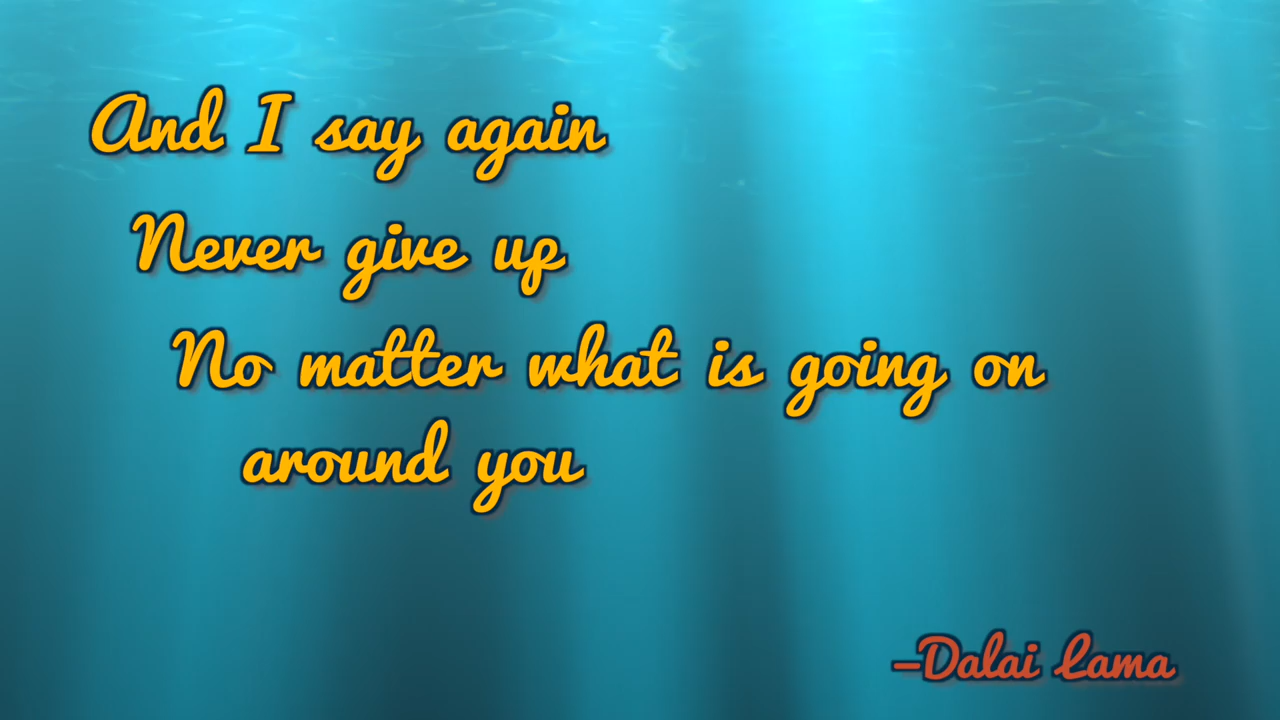 And I say again
Never give up
No matter what is going on
around you
–Dalai Lama